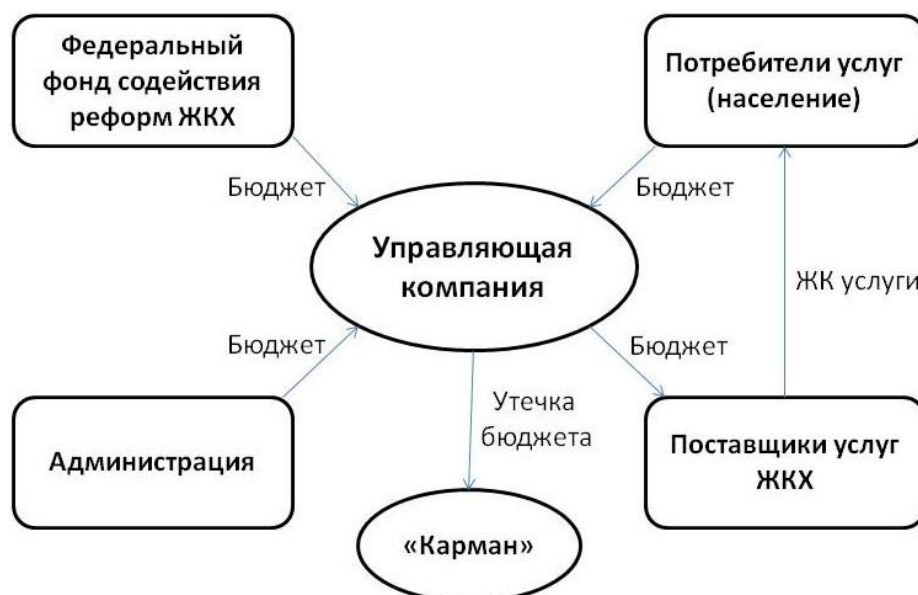 Федеральный
фонд содействия
реформ ЖКХ
Потребители услуг
(население)
Бюджет
Бюджет
Управляющая
компания
ЖК услуги
Бюджет
Бюджет
Утечка
бюджета
Администрация
Поставщики услуг
ЖКХ
«Карман»